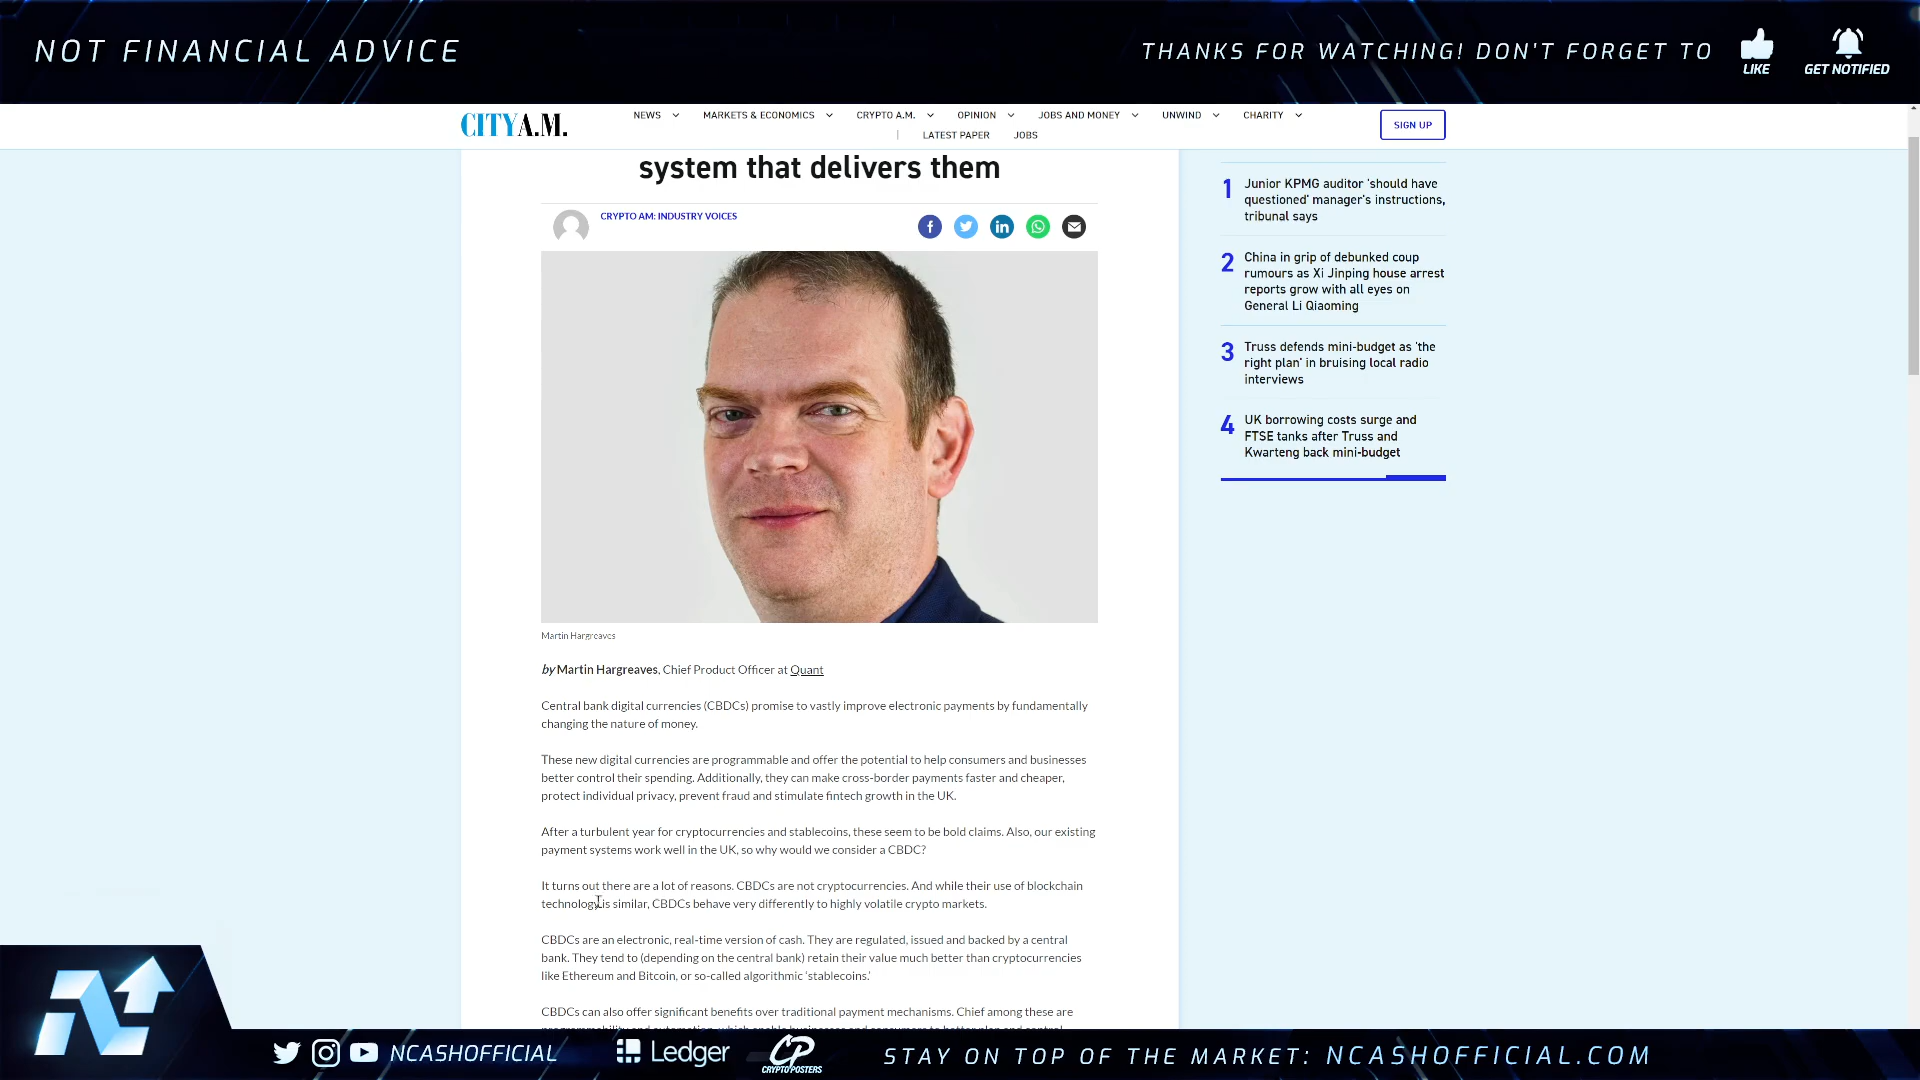 NOT FINANCIAL ADVICE
THANKS FOR WATCHING! DON'T FORGET TO
LIKE
GET NOTIFIED
CITYA.M.
NEWS MARKETS & ECONOMICS CRYPTO A.M. OPINION JOBS AND MONEY UNWIND CHARITY
| LATEST PAPER JOBS
SIGN UP
system that delivers them
CRYPTO AM: INDUSTRY VOICES
Martin Hargreaves
by Martin Hargreaves, Chief Product Officer at Quant
Central bank digital currencies (CBDCs) promise to vastly improve electronic payments by fundamentally
changing the nature of money.
These new digital currencies are programmable and offer the potential to help consumers and businesses
better control their spending. Additionally, they can make cross-border payments faster and cheaper,
protect individual privacy, prevent fraud and stimulate fintech growth in the UK.
After a turbulent year for cryptocurrencies and stablecoins, these seem to be bold claims. Also, our existing
payment systems work well in the UK, so why would we consider a CBDC?
It turns out there are a lot of reasons. CBDCs are not cryptocurrencies. And while their use of blockchain
technology is similar, CBDCs behave very differently to highly volatile crypto markets.
CBDCs are an electronic, real-time version of cash. They are regulated, issued and backed by a central
bank. They tend to (depending on the central bank) retain their value much better than cryptocurrencies
like Ethereum and Bitcoin, or so-called algorithmic 'stablecoins.'
CBDCs can also offer significant benefits over traditional payment mechanisms. Chief among these are
1 Junior KPMG auditor 'should have
questioned' manager's instructions,
tribunal says
2 China in grip of debunked coup
rumours as Xi Jinping house arrest
reports grow with all eyes on
General Li Qiaoming
3 Truss defends mini-budget as 'the
right plan' in bruising local radio
interviews
4 UK borrowing costs surge and
FTSE tanks after Truss and
Kwarteng back mini-budget
NCASHOFFICIAL
Ledger
CP
CRYPTOPOSTERS
STAY ON TOP OF THE MARKET: NCASHOFFICIAL.COM